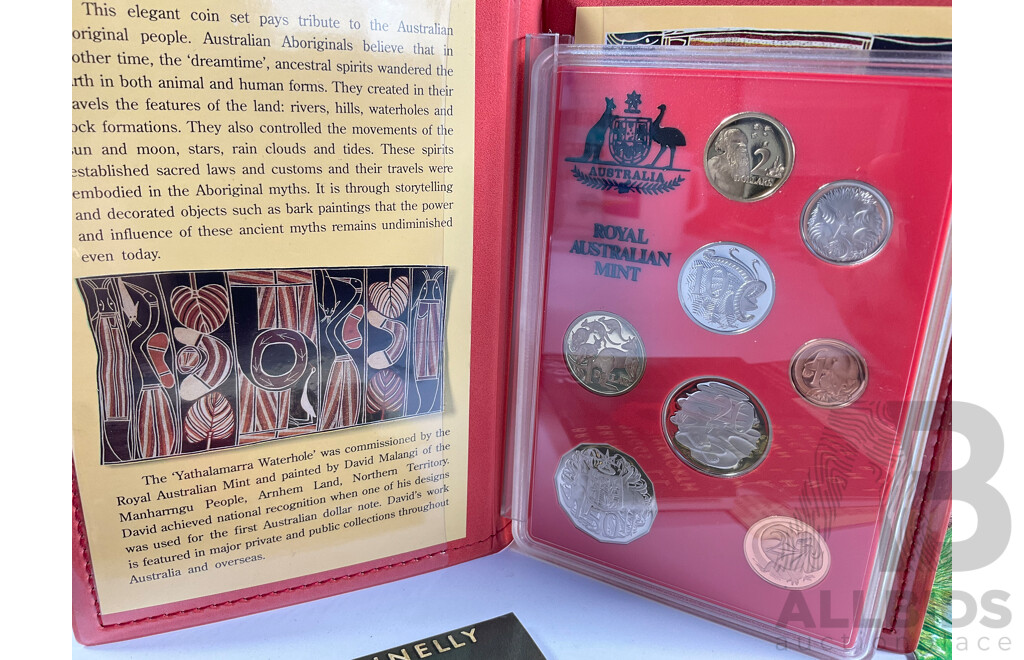 This elegant coin set pays tribute to the Australian
original people. Australian Aboriginals believe that in
other time, the 'dreamtime', ancestral spirits wandered the
rth in both animal and human forms. They created in their
avels the features of the land: rivers, hills, waterholes and
ock formations. They also controlled the movements of the
un and moon, stars, rain clouds and tides. These spirits
established sacred laws and customs and their travels were
embodied in the Aboriginal myths. It is through storytelling
and decorated objects such as bark paintings that the power
and influence of these ancient myths remains undiminished
even today.
The 'Yathalamarra Waterhole' was commissioned by the
Royal Australian Mint and painted by David Malangi of the
Manharrngu People, Arnhem Land, Northern Territory.
David achieved national recognition when one of his designs
was used for the first Australian dollar note. David's work
is featured in major private and public collections throughout
Australia and overseas.
AUSTRALIA
ROYAL
AUSTRALIAN
MINT
2
DOLLARS
5
20
50
NNELLY
ALLBIDS
auction place